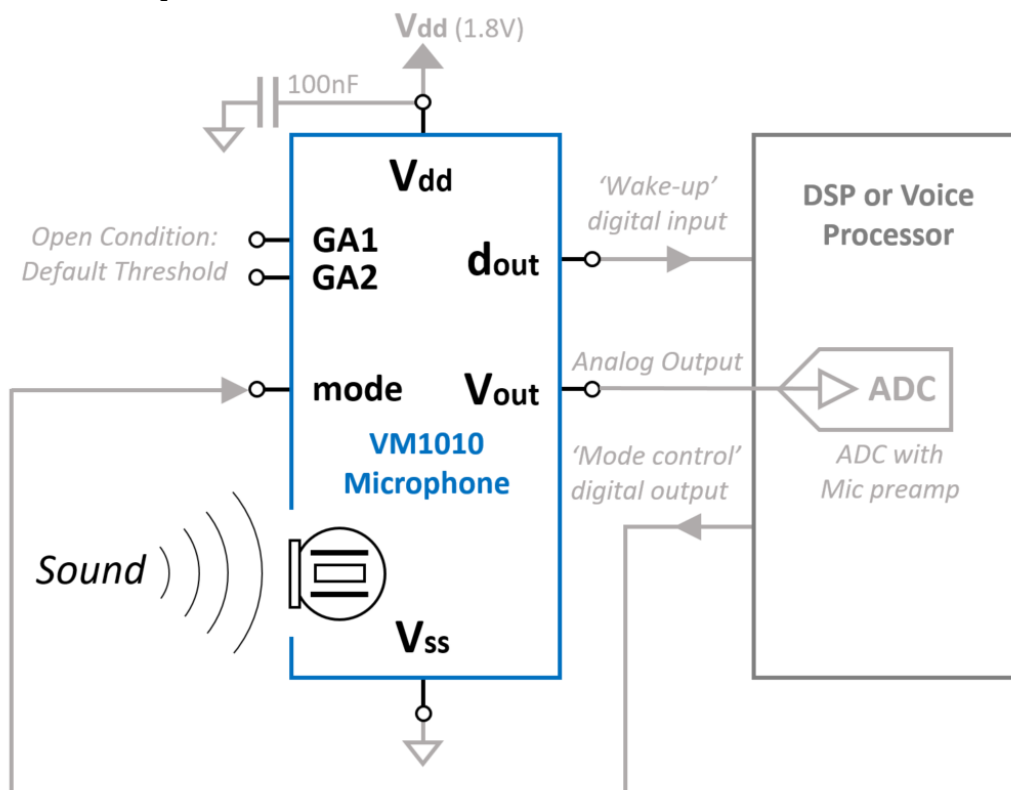 Vdd (1.8V)
100nF
Vdd
Open Condition:
Default Threshold
GA1
GA2
mode
dout
Vout
VM1010
Microphone
Sound
Vss
‘Wake-up’
digital input
Analog Output
‘Mode control’
digital output
DSP or Voice
Processor
ADC
ADC with
Mic preamp